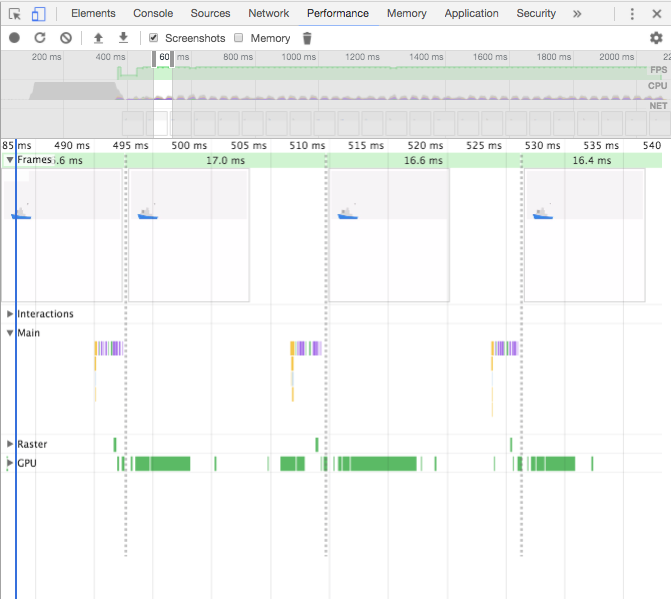 Elements Console Sources Network Performance Memory Application Security »
Screenshots Memory
200 ms 400 ms 60 ms 800 ms 1000 ms 1200 ms 1400 ms 1600 ms 1800 ms 2000 ms 22
FPS
CPU
NET
85 ms 490 ms 495 ms 500 ms 505 ms 510 ms 515 ms 520 ms 525 ms 530 ms 535 ms 540
Frames .6 ms 17.0 ms 16.6 ms 16.4 ms
Interactions
Main
Raster
GPU